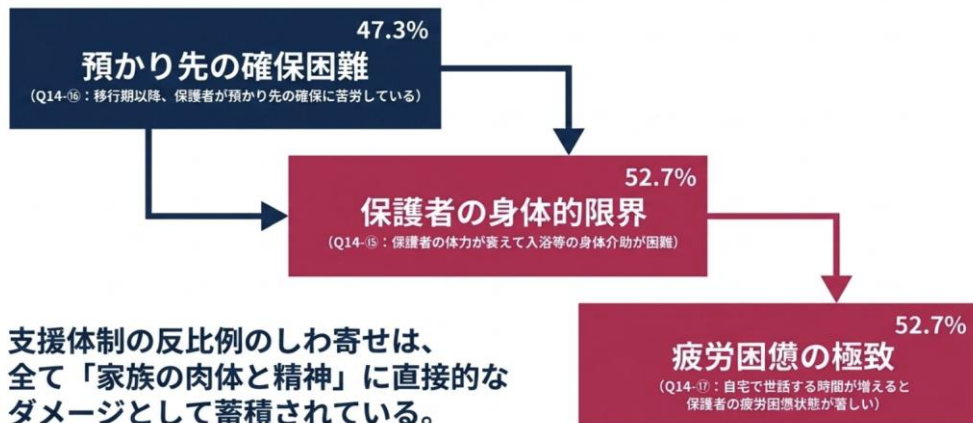 47.3%
預かり先の確保困難
(Q14-⑯：移行期以降、保護者が預かり先の確保に苦労している)
52.7%
保護者の身体的限界
(Q14-⑮：保護者の体力が衰えて入浴等の身体介助が困難)
52.7%
疲労困憊の極致
(Q14-⑰：自宅で世話する時間が増えると
保護者の疲労困憊状態が著しい)
支援体制の反比例のしわ寄せは、
全て「家族の肉体と精神」に直接的な
ダメージとして蓄積されている。